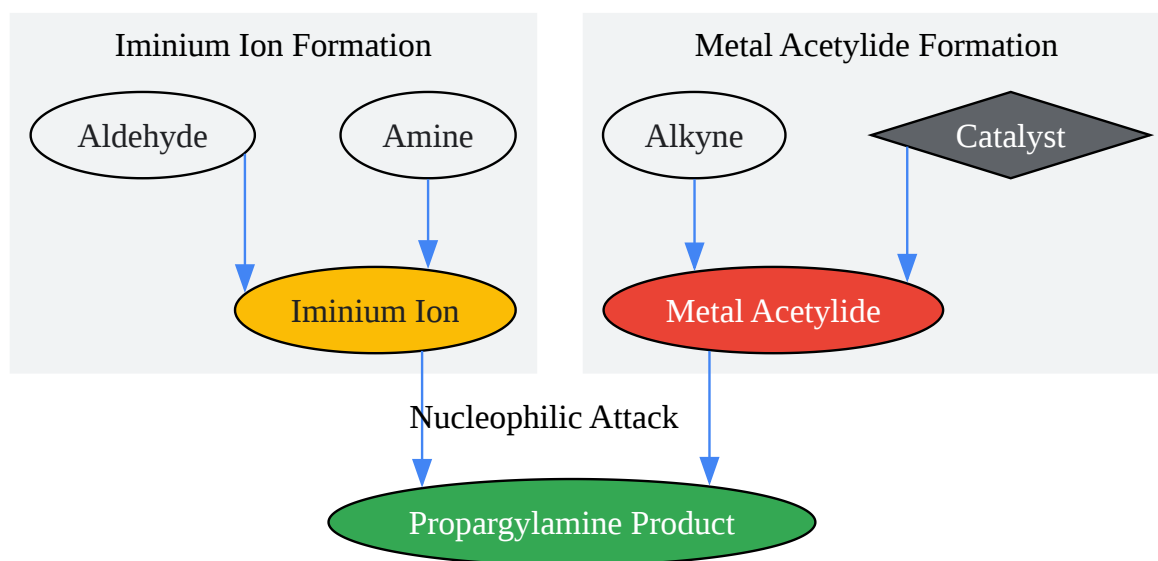 Iminium Ion Formation
Metal Acetylide Formation
Aldehyde
Amine
Alkyne
Catalyst
Iminium Ion
Metal Acetylide
Nucleophilic Attack
Propargylamine Product